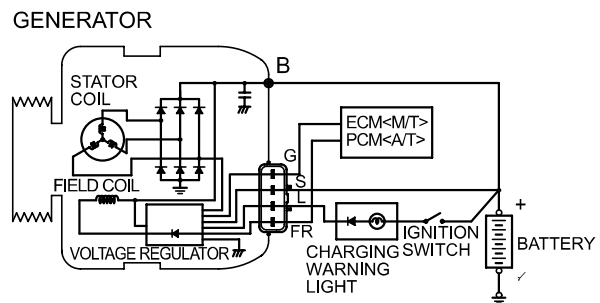 GENERATOR
B
STATOR
COIL
ECM<M/T>
PCM<A/T>
G
S
L
FR
FIELD COIL
VOLTAGE REGULATOR
CHARGING
WARNING
LIGHT
IGNITION
SWITCH
+
BATTERY